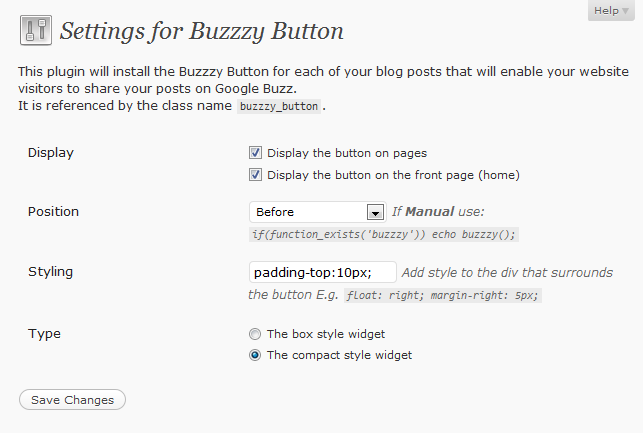 Help
Settings for Buzzzy Button
This plugin will install the Buzzzy Button for each of your blog posts that will enable your website
visitors to share your posts on Google Buzz.
It is referenced by the class name buzzzy_button.
Display
Display the button on pages
Display the button on the front page (home)
Position
Before
If Manual use:
if(function_exists('buzzzy')) echo buzzzy();
Styling
padding-top:10px;
Add style to the div that surrounds
the button E.g. float: right; margin-right: 5px;
Type
The box style widget
The compact style widget
Save Changes